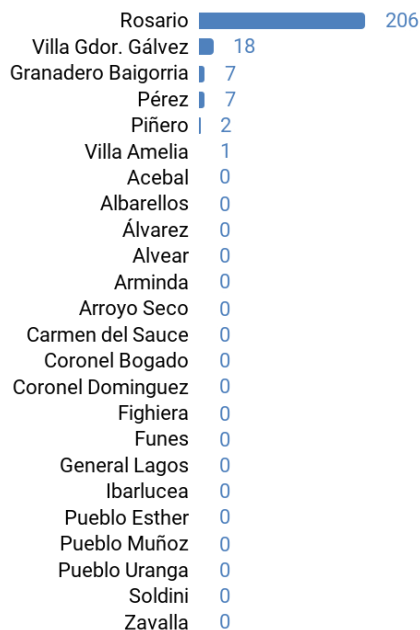 Rosario 206
Villa Gdor. Gálvez 18
Granadero Baigorria 7
Pérez 7
Piñero 2
Villa Amelia 1
Acebal 0
Albarellos 0
Álvarez 0
Alvear 0
Arminda 0
Arroyo Seco 0
Carmen del Sauce 0
Coronel Bogado 0
Coronel Dominguez 0
Fighiera 0
Funes 0
General Lagos 0
Ibarlucea 0
Pueblo Esther 0
Pueblo Muñoz 0
Pueblo Uranga 0
Soldini 0
Zavalla 0